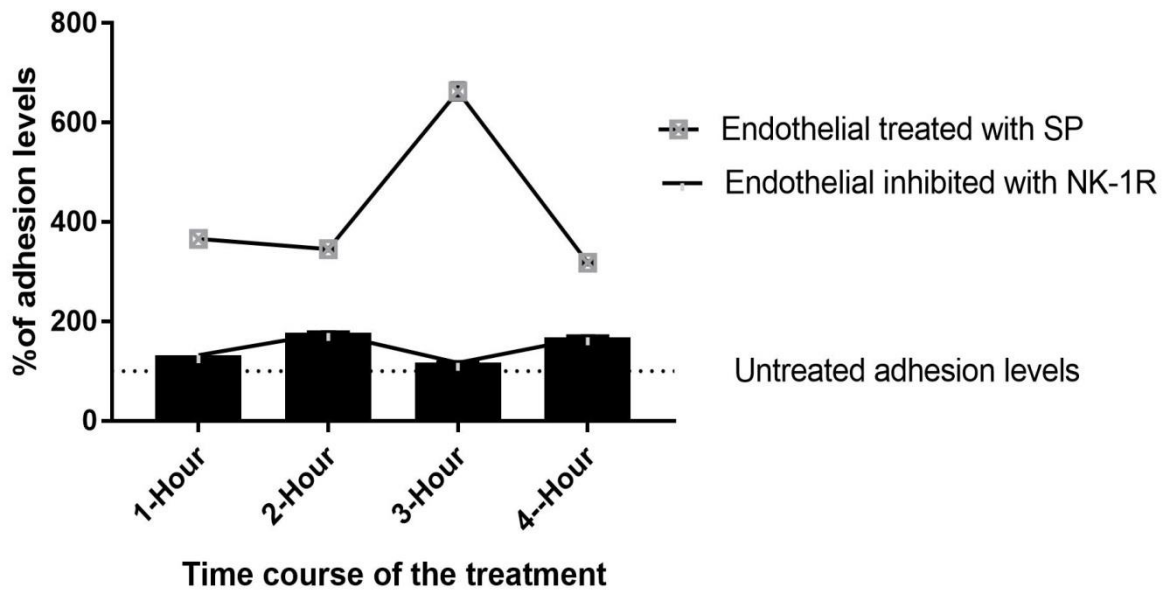 %of adhesion levels
800
600
400
200
0
1-Hour
2-Hour
3-Hour
4--Hour
Time course of the treatment
Endothelial treated with SP
Endothelial inhibited with NK-1R
Untreated adhesion levels